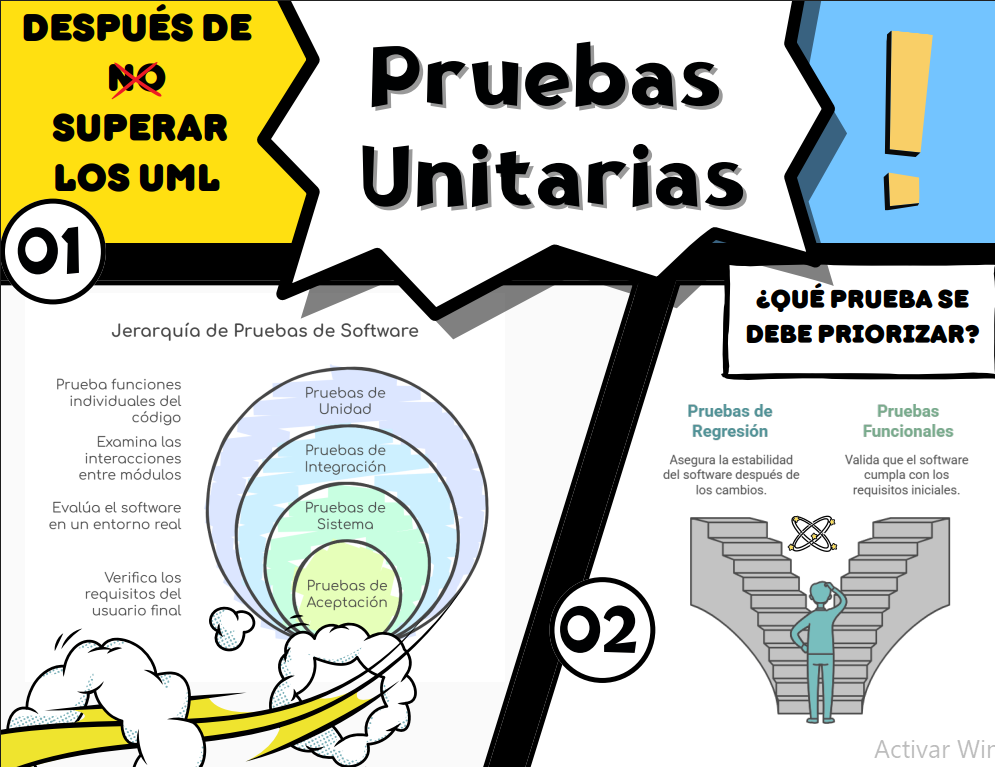 DESPUÉS DE
NO
SUPERAR
LOS UML
Pruebas
Unitarias
!
01
Jerarquía de Pruebas de Software
Prueba funciones
individuales del
código
Pruebas de
Unidad
Examina las
interacciones
entre módulos
Pruebas de
Integración
Evalúa el software
en un entorno real
Pruebas de
Sistema
Verifica los
requisitos del
usuario final
Pruebas de
Aceptación
02
¿QUÉ PRUEBA SE
DEBE PRIORIZAR?
Pruebas de
Regresión
Asegura la estabilidad
del software después de
los cambios.
Pruebas
Funcionales
Valida que el software
cumpla con los
requisitos iniciales.
Activar Wir